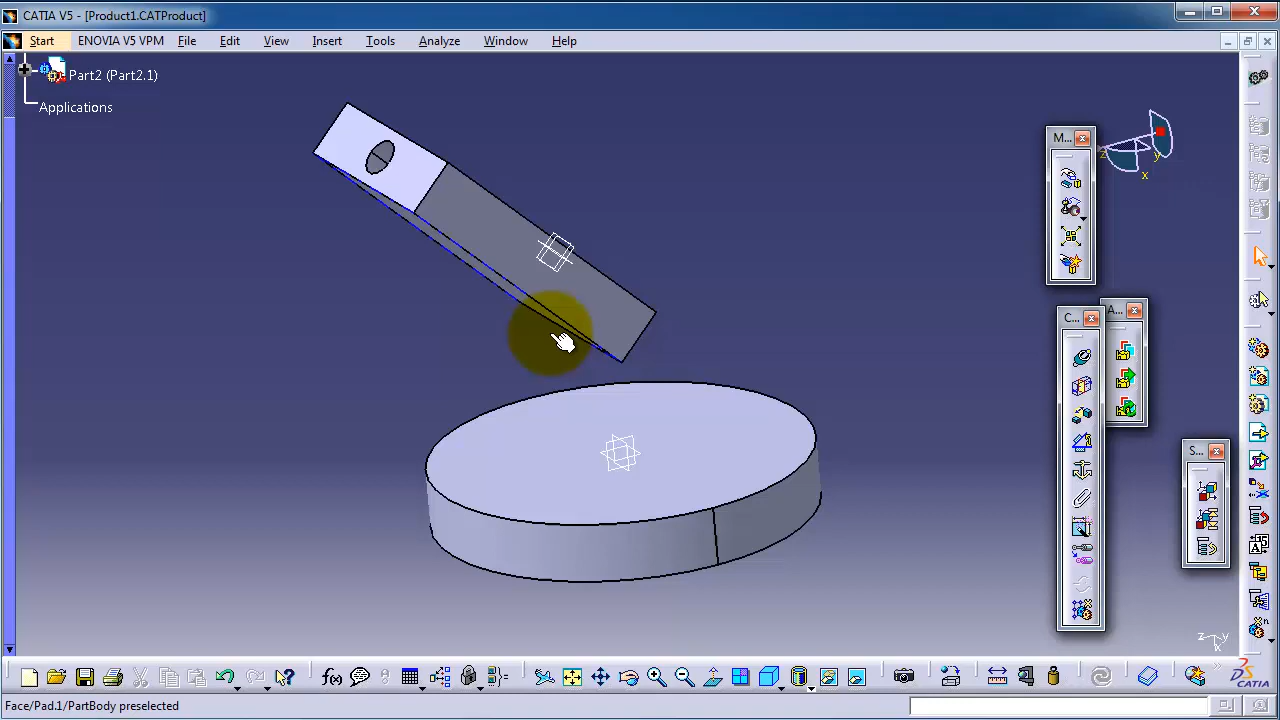 CATIA V5 - [Product1.CATProduct]
Start ENOVIA V5 VPM File Edit View Insert Tools Analyze Window Help
Part2 (Part2.1)
Applications
M...
z
y
x
C...
A...
S...
z y
x
f(x)
CATIA
Face/Pad.1/PartBody preselected